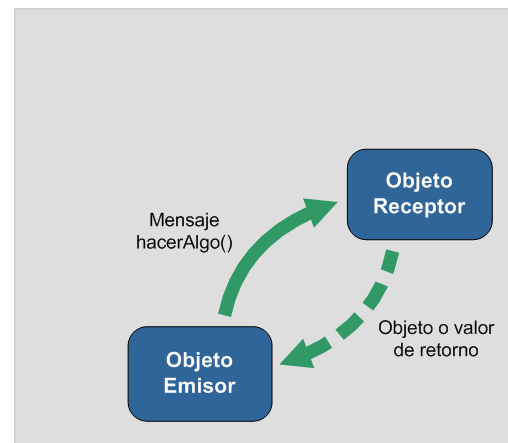 Objeto
Receptor
Mensaje
hacerAlgo()
Objeto o valor
de retorno
Objeto
Emisor